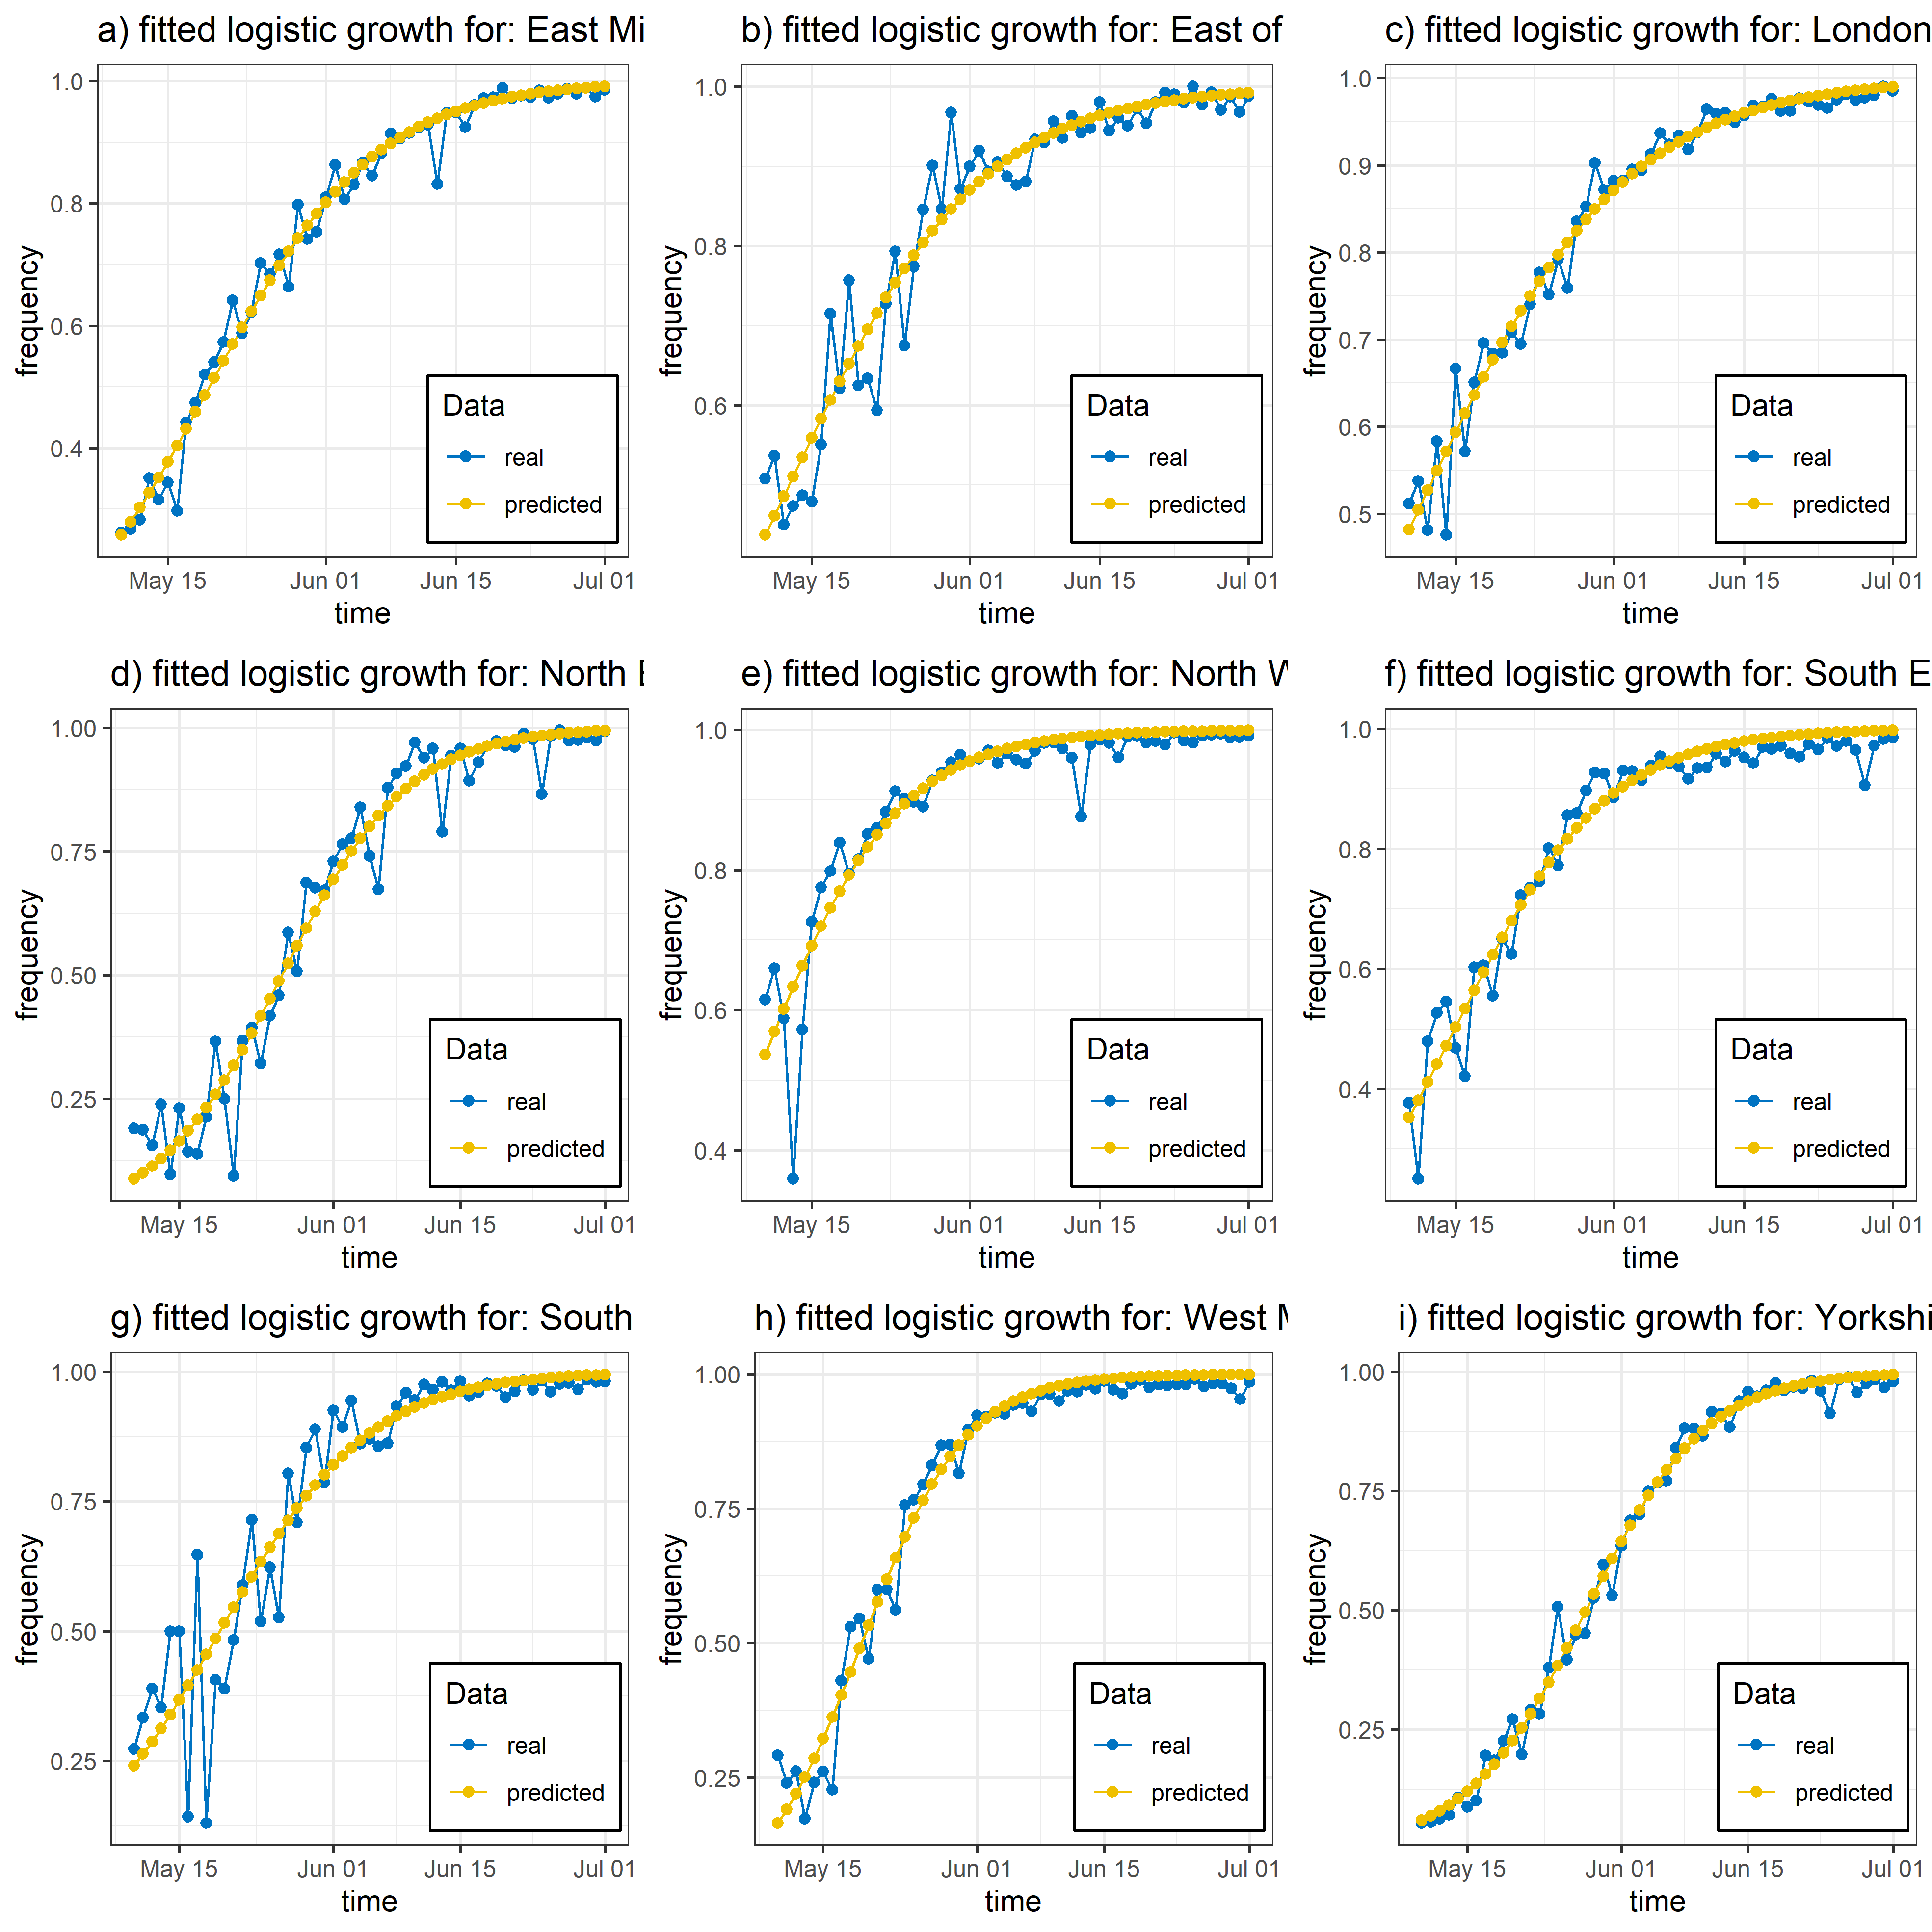 a) fitted logistic growth for: East Mi
1.0
0.8
0.6
0.4
frequency
May 15 Jun 01 Jun 15 Jul 01
time
Data
real
predicted
b) fitted logistic growth for: East of
1.0
0.8
0.6
frequency
May 15 Jun 01 Jun 15 Jul 01
time
Data
real
predicted
c) fitted logistic growth for: London
1.0
0.9
0.8
0.7
0.6
0.5
frequency
May 15 Jun 01 Jun 15 Jul 01
time
Data
real
predicted
d) fitted logistic growth for: North
1.00
0.75
0.50
0.25
frequency
May 15 Jun 01 Jun 15 Jul 01
time
Data
real
predicted
e) fitted logistic growth for: North W
1.0
0.8
0.6
0.4
frequency
May 15 Jun 01 Jun 15 Jul 01
time
Data
real
predicted
f) fitted logistic growth for: South E
1.0
0.8
0.6
0.4
frequency
May 15 Jun 01 Jun 15 Jul 01
time
Data
real
predicted
g) fitted logistic growth for: South
1.00
0.75
0.50
0.25
frequency
May 15 Jun 01 Jun 15 Jul 01
time
Data
real
predicted
h) fitted logistic growth for: West M
1.00
0.75
0.50
0.25
frequency
May 15 Jun 01 Jun 15 Jul 01
time
Data
real
predicted
i) fitted logistic growth for: Yorkshi
1.00
0.75
0.50
0.25
frequency
May 15 Jun 01 Jun 15 Jul 01
time
Data
real
predicted